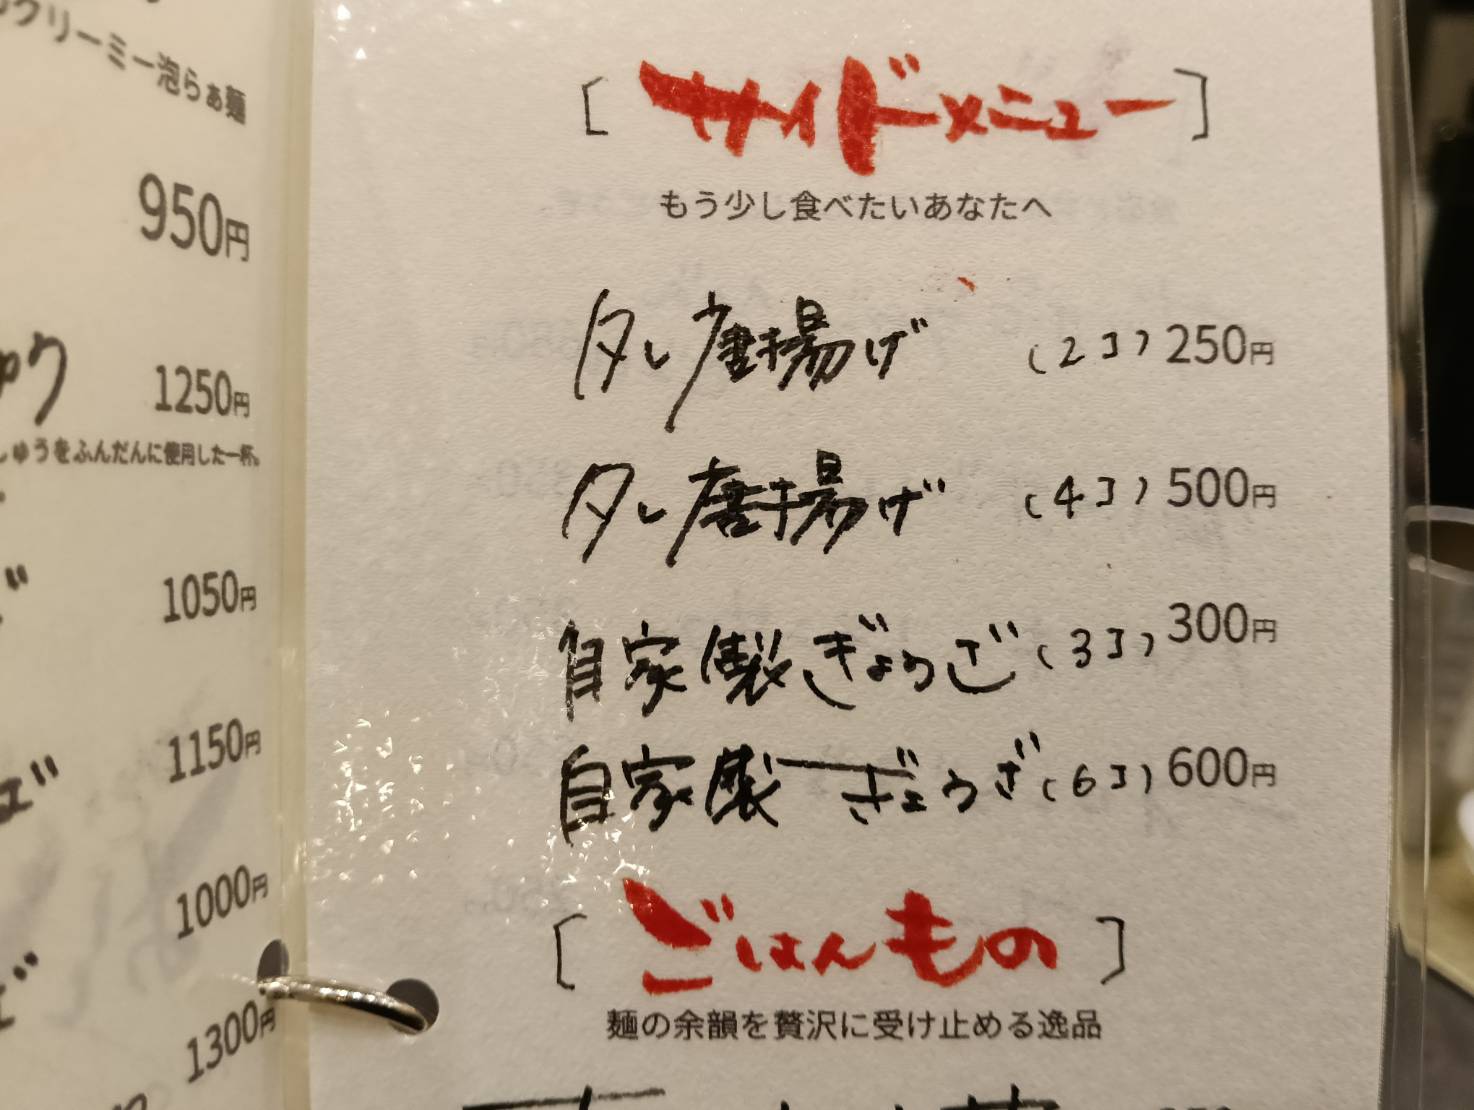 クリーミー泡らぁ麺
950円
1250円
しゅうをふんだんに使用した一杯。
1050円
1150円
1000円
1300円
[サイドメニュー]
もう少し食べたいあなたへ
タレ唐揚げ (2コ) 250円
タレ唐揚げ (4コ) 500円
自家製ぎょうざ (3コ) 300円
自家製ぎょうざ (6コ) 600円
[ごはんもの]
麺の余韻を贅沢に受け止める逸品